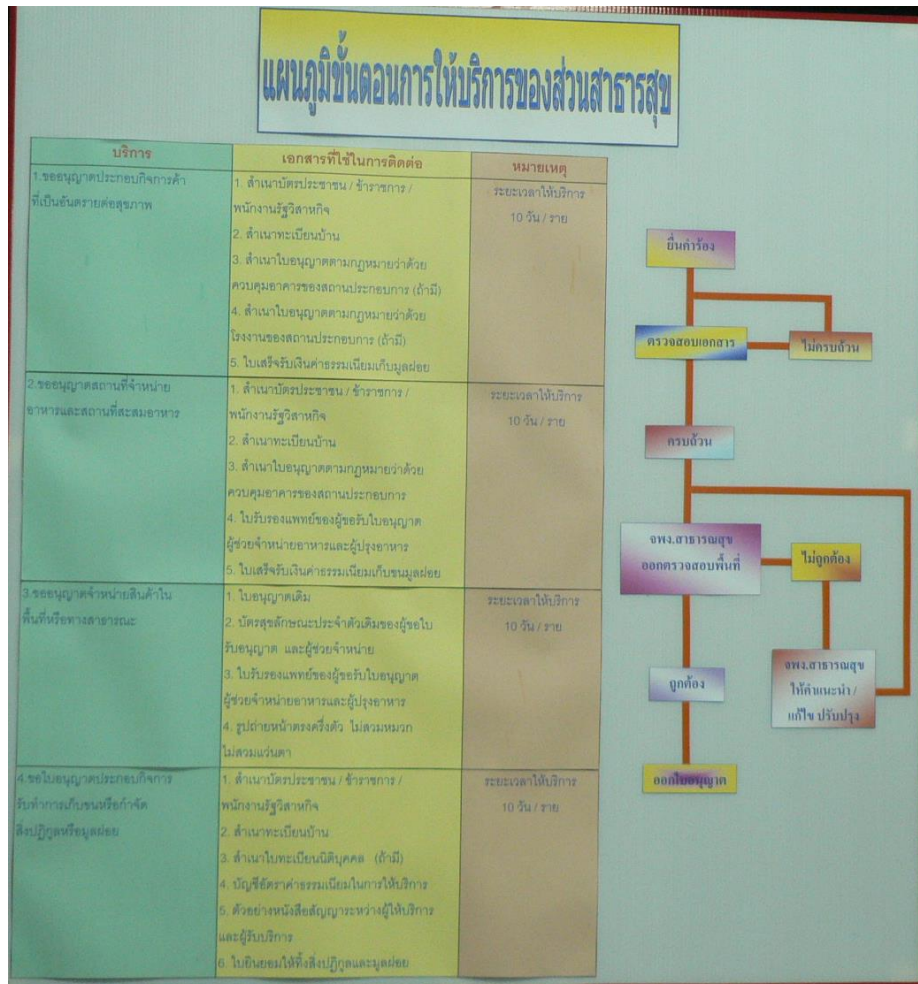 แผนภูมิขั้นตอนการให้บริการของส่วนสาธารสุข
บริการ
เอกสารที่ใช้ในการติดต่อ
หมายเหตุ
1.ขออนุญาตประกอบกิจการค้า
ที่เป็นอันตรายต่อสุขภาพ
1. สำเนาบัตรประชาชน / ข้าราชการ /
พนักงานรัฐวิสาหกิจ
2. สำเนาทะเบียนบ้าน
3. สำเนาใบอนุญาตตามกฎหมายว่าด้วย
ควบคุมอาคารของสถานประกอบการ (ถ้ามี)
4. สำเนาใบอนุญาตตามกฎหมายว่าด้วย
โรงงานของสถานประกอบการ (ถ้ามี)
5. ใบเสร็จรับเงินค่าธรรมเนียมเก็บมูลฝอย
ระยะเวลาให้บริการ
10 วัน / ราย
2.ขออนุญาตสถานที่จำหน่าย
อาหารและสถานที่สะสมอาหาร
1. สำเนาบัตรประชาชน / ข้าราชการ /
พนักงานรัฐวิสาหกิจ
2. สำเนาทะเบียนบ้าน
3. สำเนาใบอนุญาตตามกฎหมายว่าด้วย
ควบคุมอาคารของสถานประกอบการ
4. ใบรับรองแพทย์ของผู้ขอรับใบอนุญาต
ผู้ช่วยจำหน่ายอาหารและผู้ปรุงอาหาร
5. ใบเสร็จรับเงินค่าธรรมเนียมเก็บขนมูลฝอย
ระยะเวลาให้บริการ
10 วัน / ราย
3.ขออนุญาตจำหน่ายสินค้าใน
พื้นที่หรือทางสาธารณะ
1. ใบอนุญาตเดิม
2. บัตรสุขลักษณะประจำตัวเดิมของผู้ขอใบ
รับอนุญาต และผู้ช่วยจำหน่าย
3. ใบรับรองแพทย์ของผู้ขอรับใบอนุญาต
ผู้ช่วยจำหน่ายอาหารและผู้ปรุงอาหาร
4. รูปถ่ายหน้าตรงครึ่งตัว ไม่สวมหมวก
ไม่สวมแว่นตา
ระยะเวลาให้บริการ
10 วัน / ราย
4.ขอใบอนุญาตประกอบกิจการ
รับทำการเก็บขนหรือกำจัด
สิ่งปฏิกูลหรือมูลฝอย
1. สำเนาบัตรประชาชน / ข้าราชการ /
พนักงานรัฐวิสาหกิจ
2. สำเนาทะเบียนบ้าน
3. สำเนาใบทะเบียนนิติบุคคล (ถ้ามี)
4. บัญชีอัตราค่าธรรมเนียมในการให้บริการ
5. ตัวอย่างหนังสือสัญญาระหว่างผู้ให้บริการ
และผู้รับบริการ
6. ใบยินยอมให้ทิ้งสิ่งปฏิกูลและมูลฝอย
ระยะเวลาให้บริการ
10 วัน / ราย
ยื่นคำร้อง
ตรวจสอบเอกสาร
ไม่ครบถ้วน
ครบถ้วน
จพง.สาธารณสุข
ออกตรวจสอบพื้นที่
ไม่ถูกต้อง
ถูกต้อง
จพง.สาธารณสุข
ให้คำแนะนำ /
แก้ไข ปรับปรุง
ออกใบอนุญาต